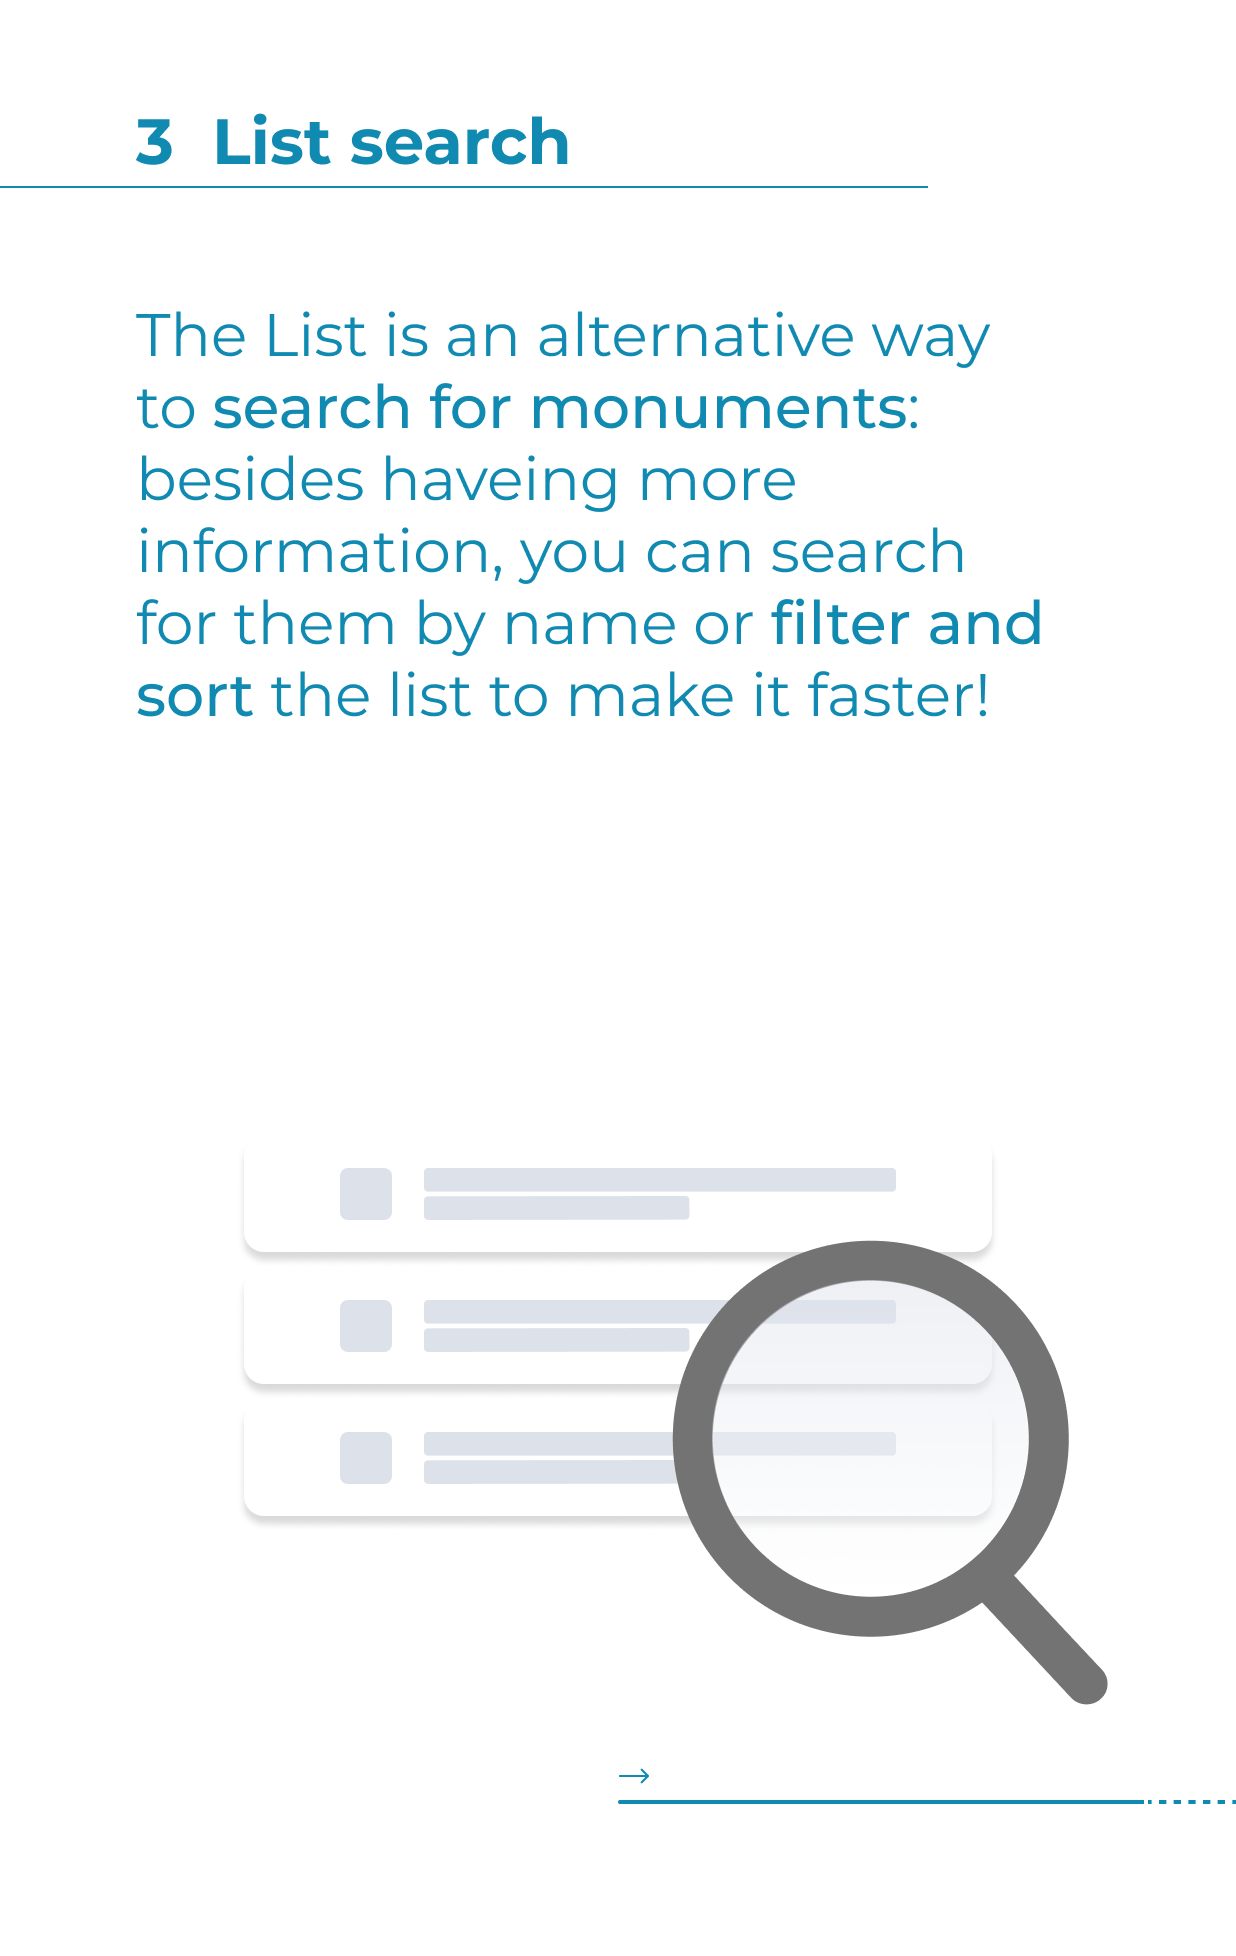 3 List search
The List is an alternative way
to search for monuments:
besides haveing more
information, you can search
for them by name or filter and
sort the list to make it faster!